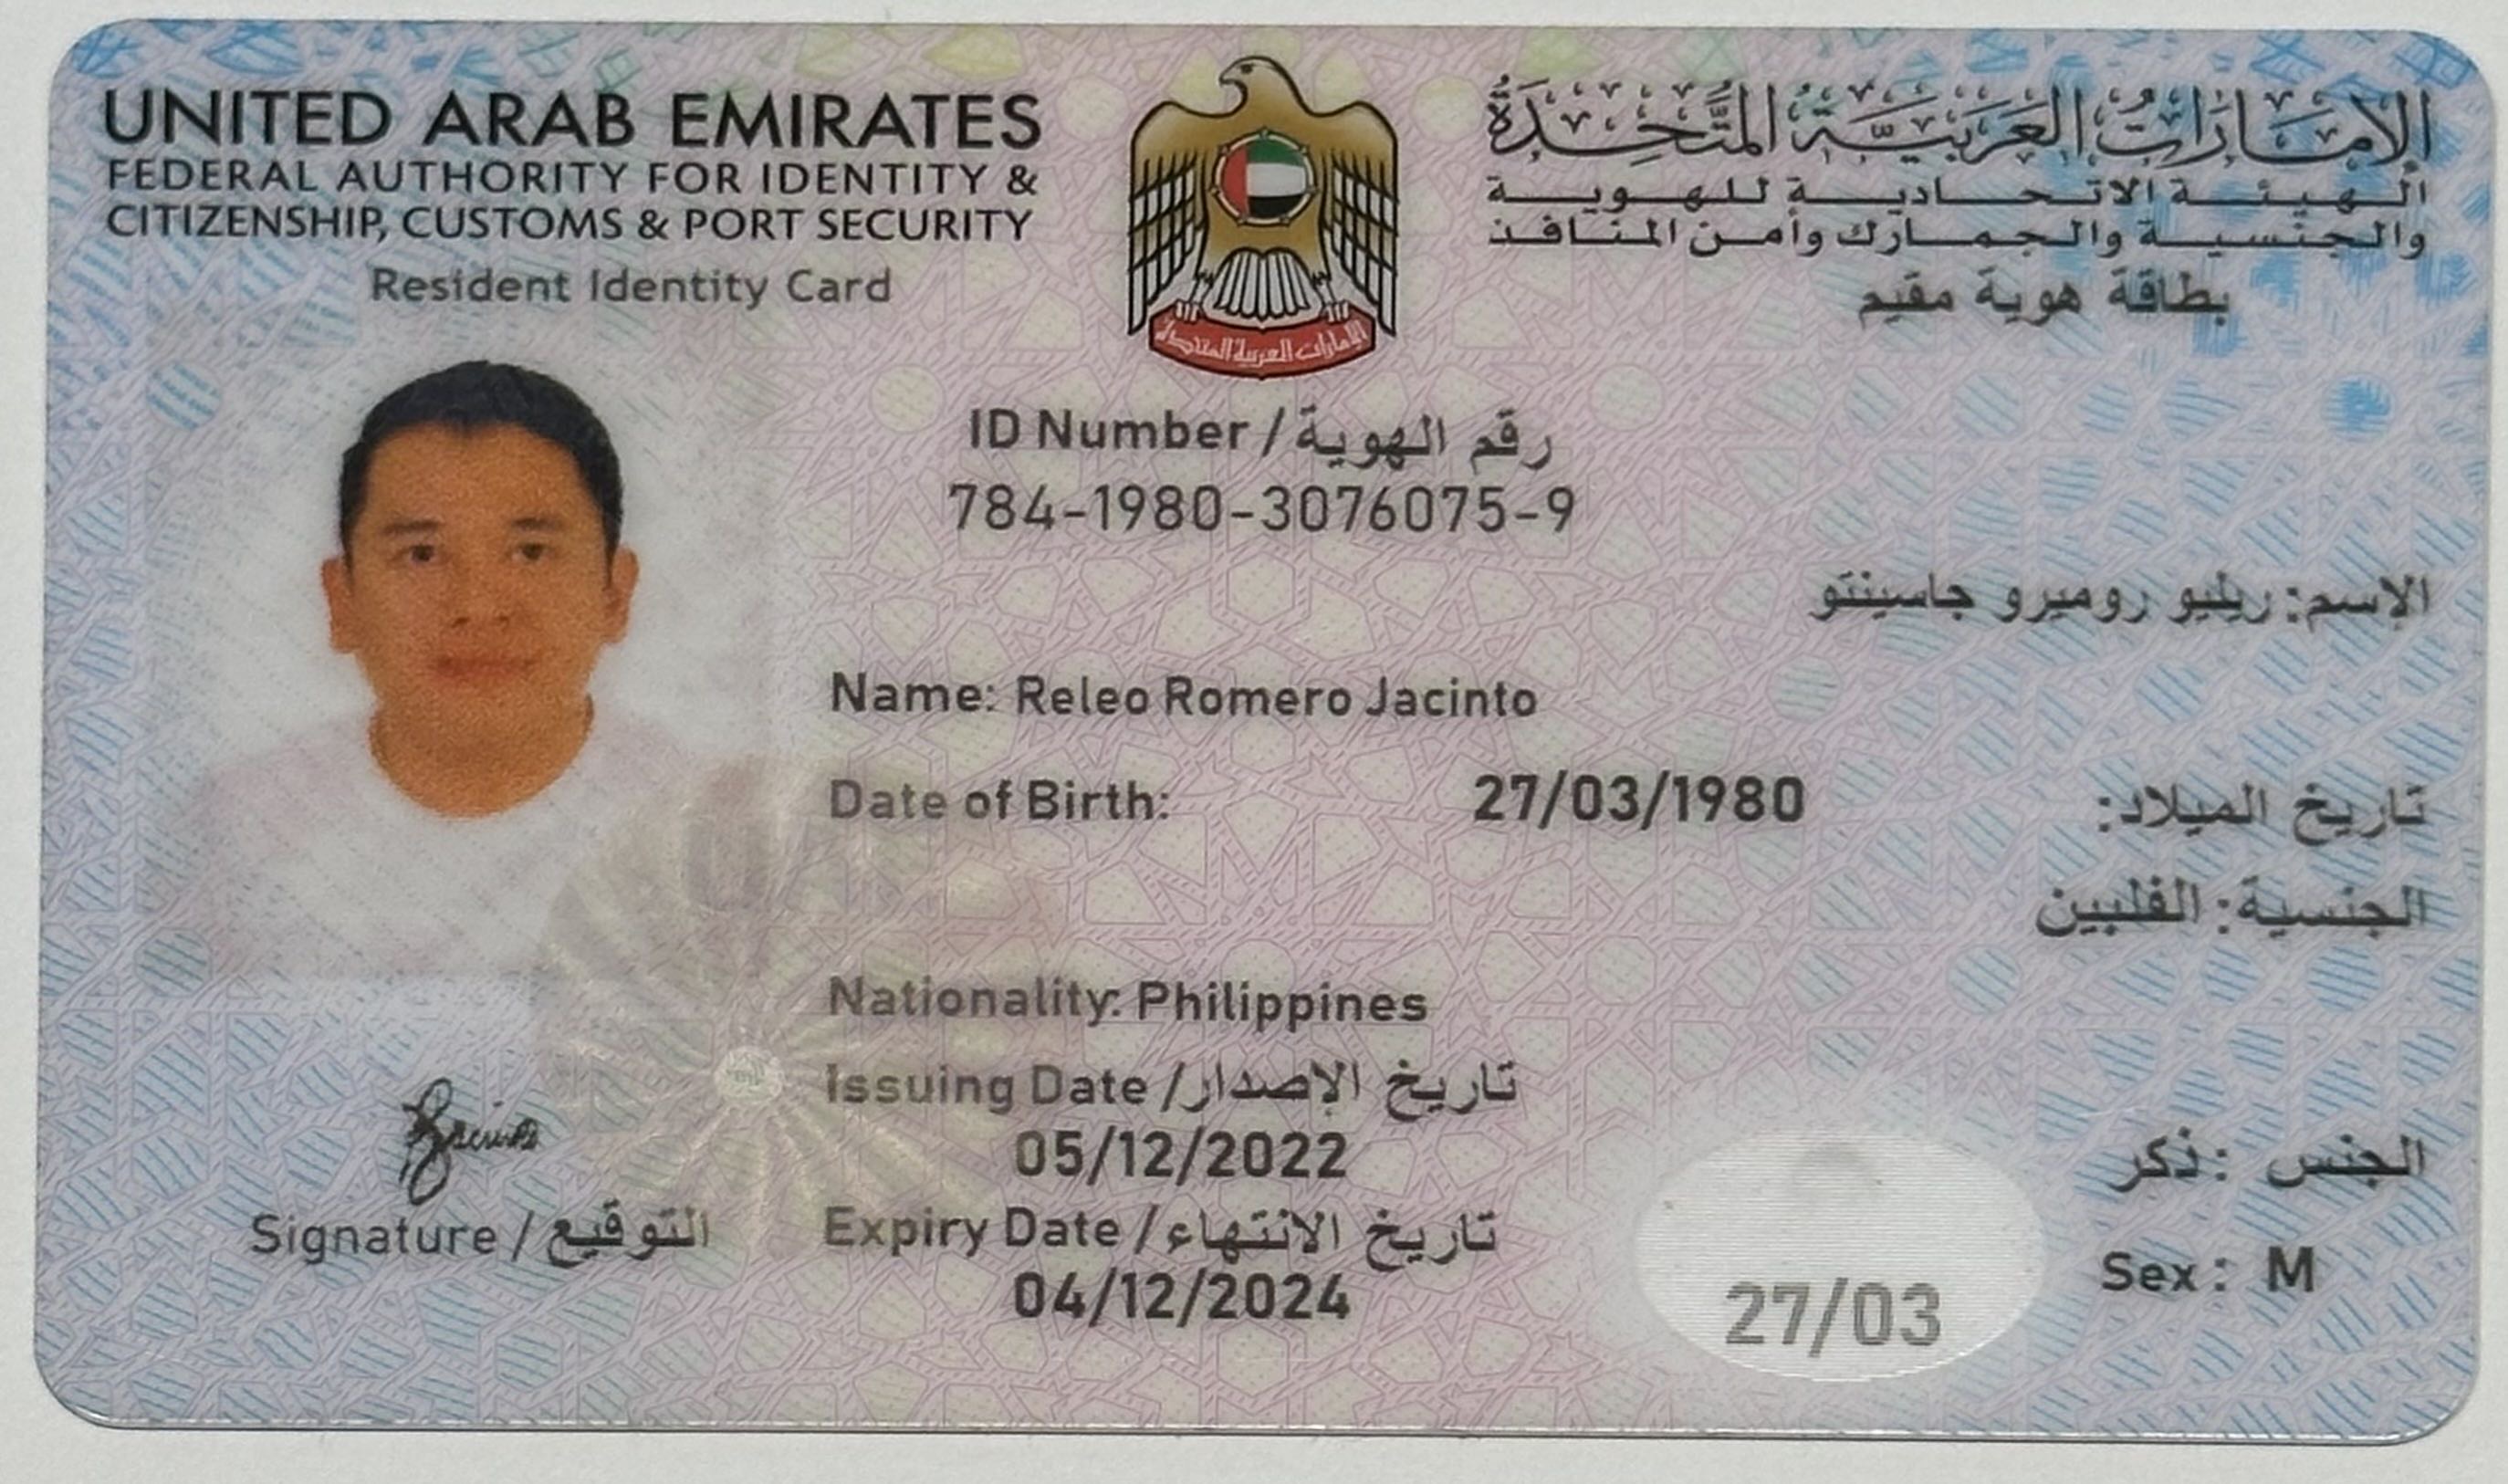 UNITED ARAB EMIRATES
FEDERAL AUTHORITY FOR IDENTITY &
CITIZENSHIP, CUSTOMS & PORT SECURITY
Resident Identity Card
الإمارات العربية المتحدة
الإمارات العربية المتحدة
الهيئة الاتحادية للهوية
والجنسية والجمارك وأمن المنافذ
بطاقة هوية مقيم
ID Number / رقم الهوية
784-1980-3076075-9
الإسم: ريليو روميرو جاسينتو
Name: Releo Romero Jacinto
Date of Birth: 27/03/1980 تاريخ الميلاد:
الجنسية: الفلبين
Nationality: Philippines
Issuing Date / تاريخ الإصدار
05/12/2022
Expiry Date / تاريخ الانتهاء
04/12/2024
Signature / التوقيع
27/03
الجنس : ذكر
Sex : M